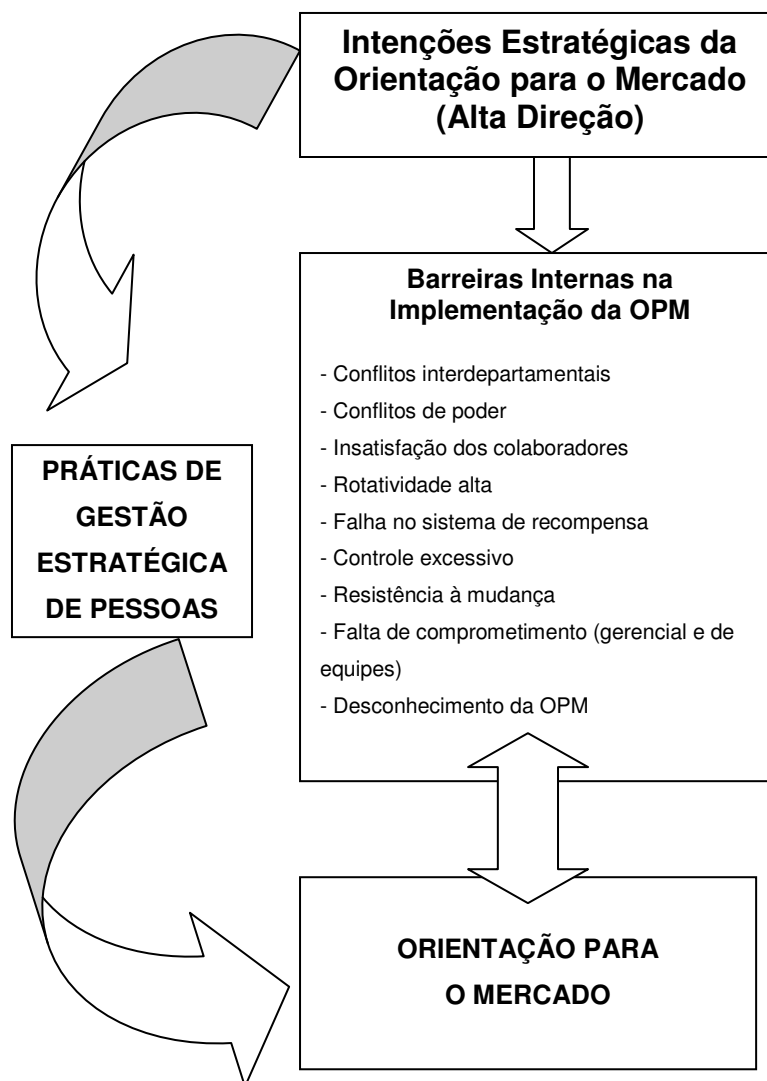 Intenções Estratégicas da
Orientação para o Mercado
(Alta Direção)
Barreiras Internas na
Implementação da OPM
- Conflitos interdepartamentais
- Conflitos de poder
- Insatisfação dos colaboradores
- Rotatividade alta
- Falha no sistema de recompensa
- Controle excessivo
- Resistência à mudança
- Falta de comprometimento (gerencial e de
equipes)
- Desconhecimento da OPM
PRÁTICAS DE
GESTÃO
ESTRATÉGICA
DE PESSOAS
ORIENTAÇÃO PARA
O MERCADO